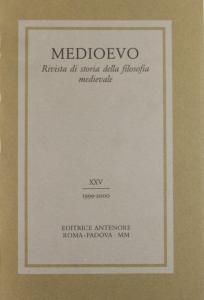 MEDIOEVO
Rivista di storia della filosofia
medievale
XXV
1999-2000
EDITRICE ANTENORE
ROMA-PADOVA · MM